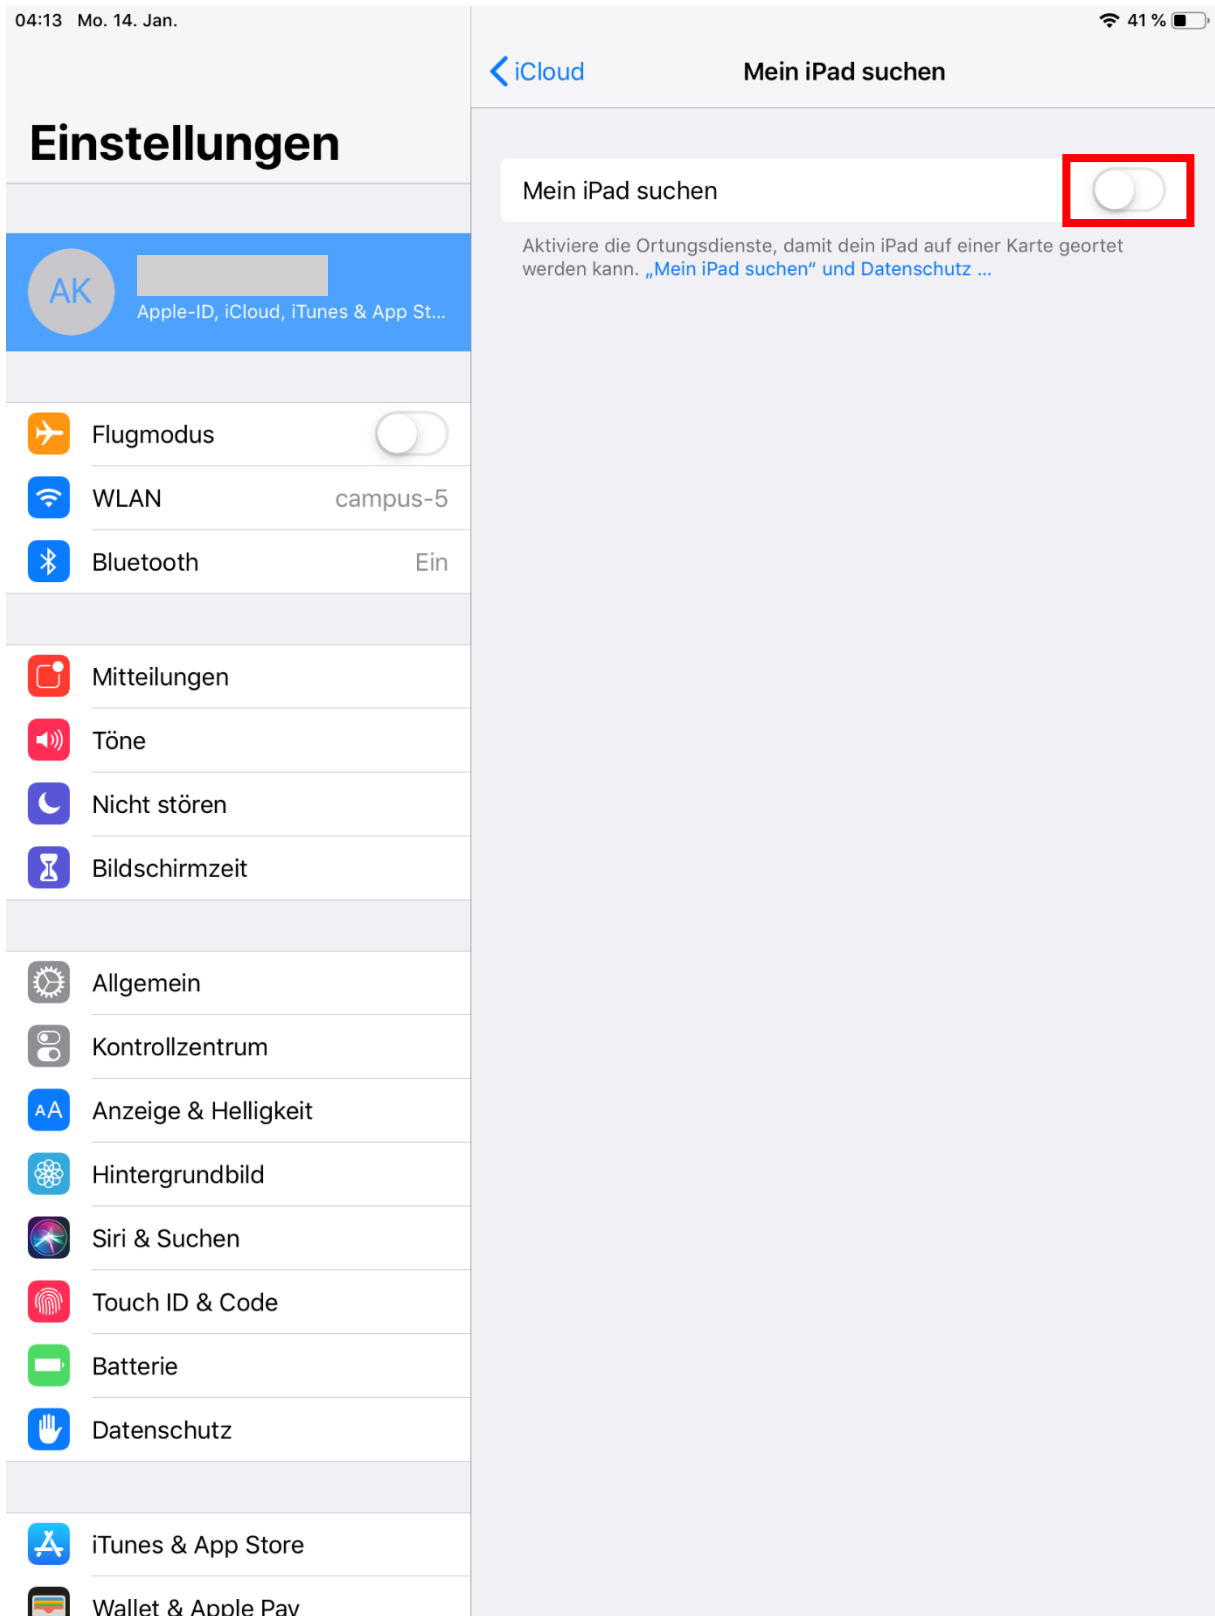 04:13 Mo. 14. Jan.
41 %
iCloud
Mein iPad suchen
Einstellungen
Mein iPad suchen
Aktiviere die Ortungsdienste, damit dein iPad auf einer Karte geortet
werden kann. „Mein iPad suchen“ und Datenschutz ...
AK
Apple-ID, iCloud, iTunes & App St...
Flugmodus
WLAN campus-5
Bluetooth Ein
Mitteilungen
Töne
Nicht stören
Bildschirmzeit
Allgemein
Kontrollzentrum
AA
Anzeige & Helligkeit
Hintergrundbild
Siri & Suchen
Touch ID & Code
Batterie
Datenschutz
iTunes & App Store
Wallet & Apple Pay